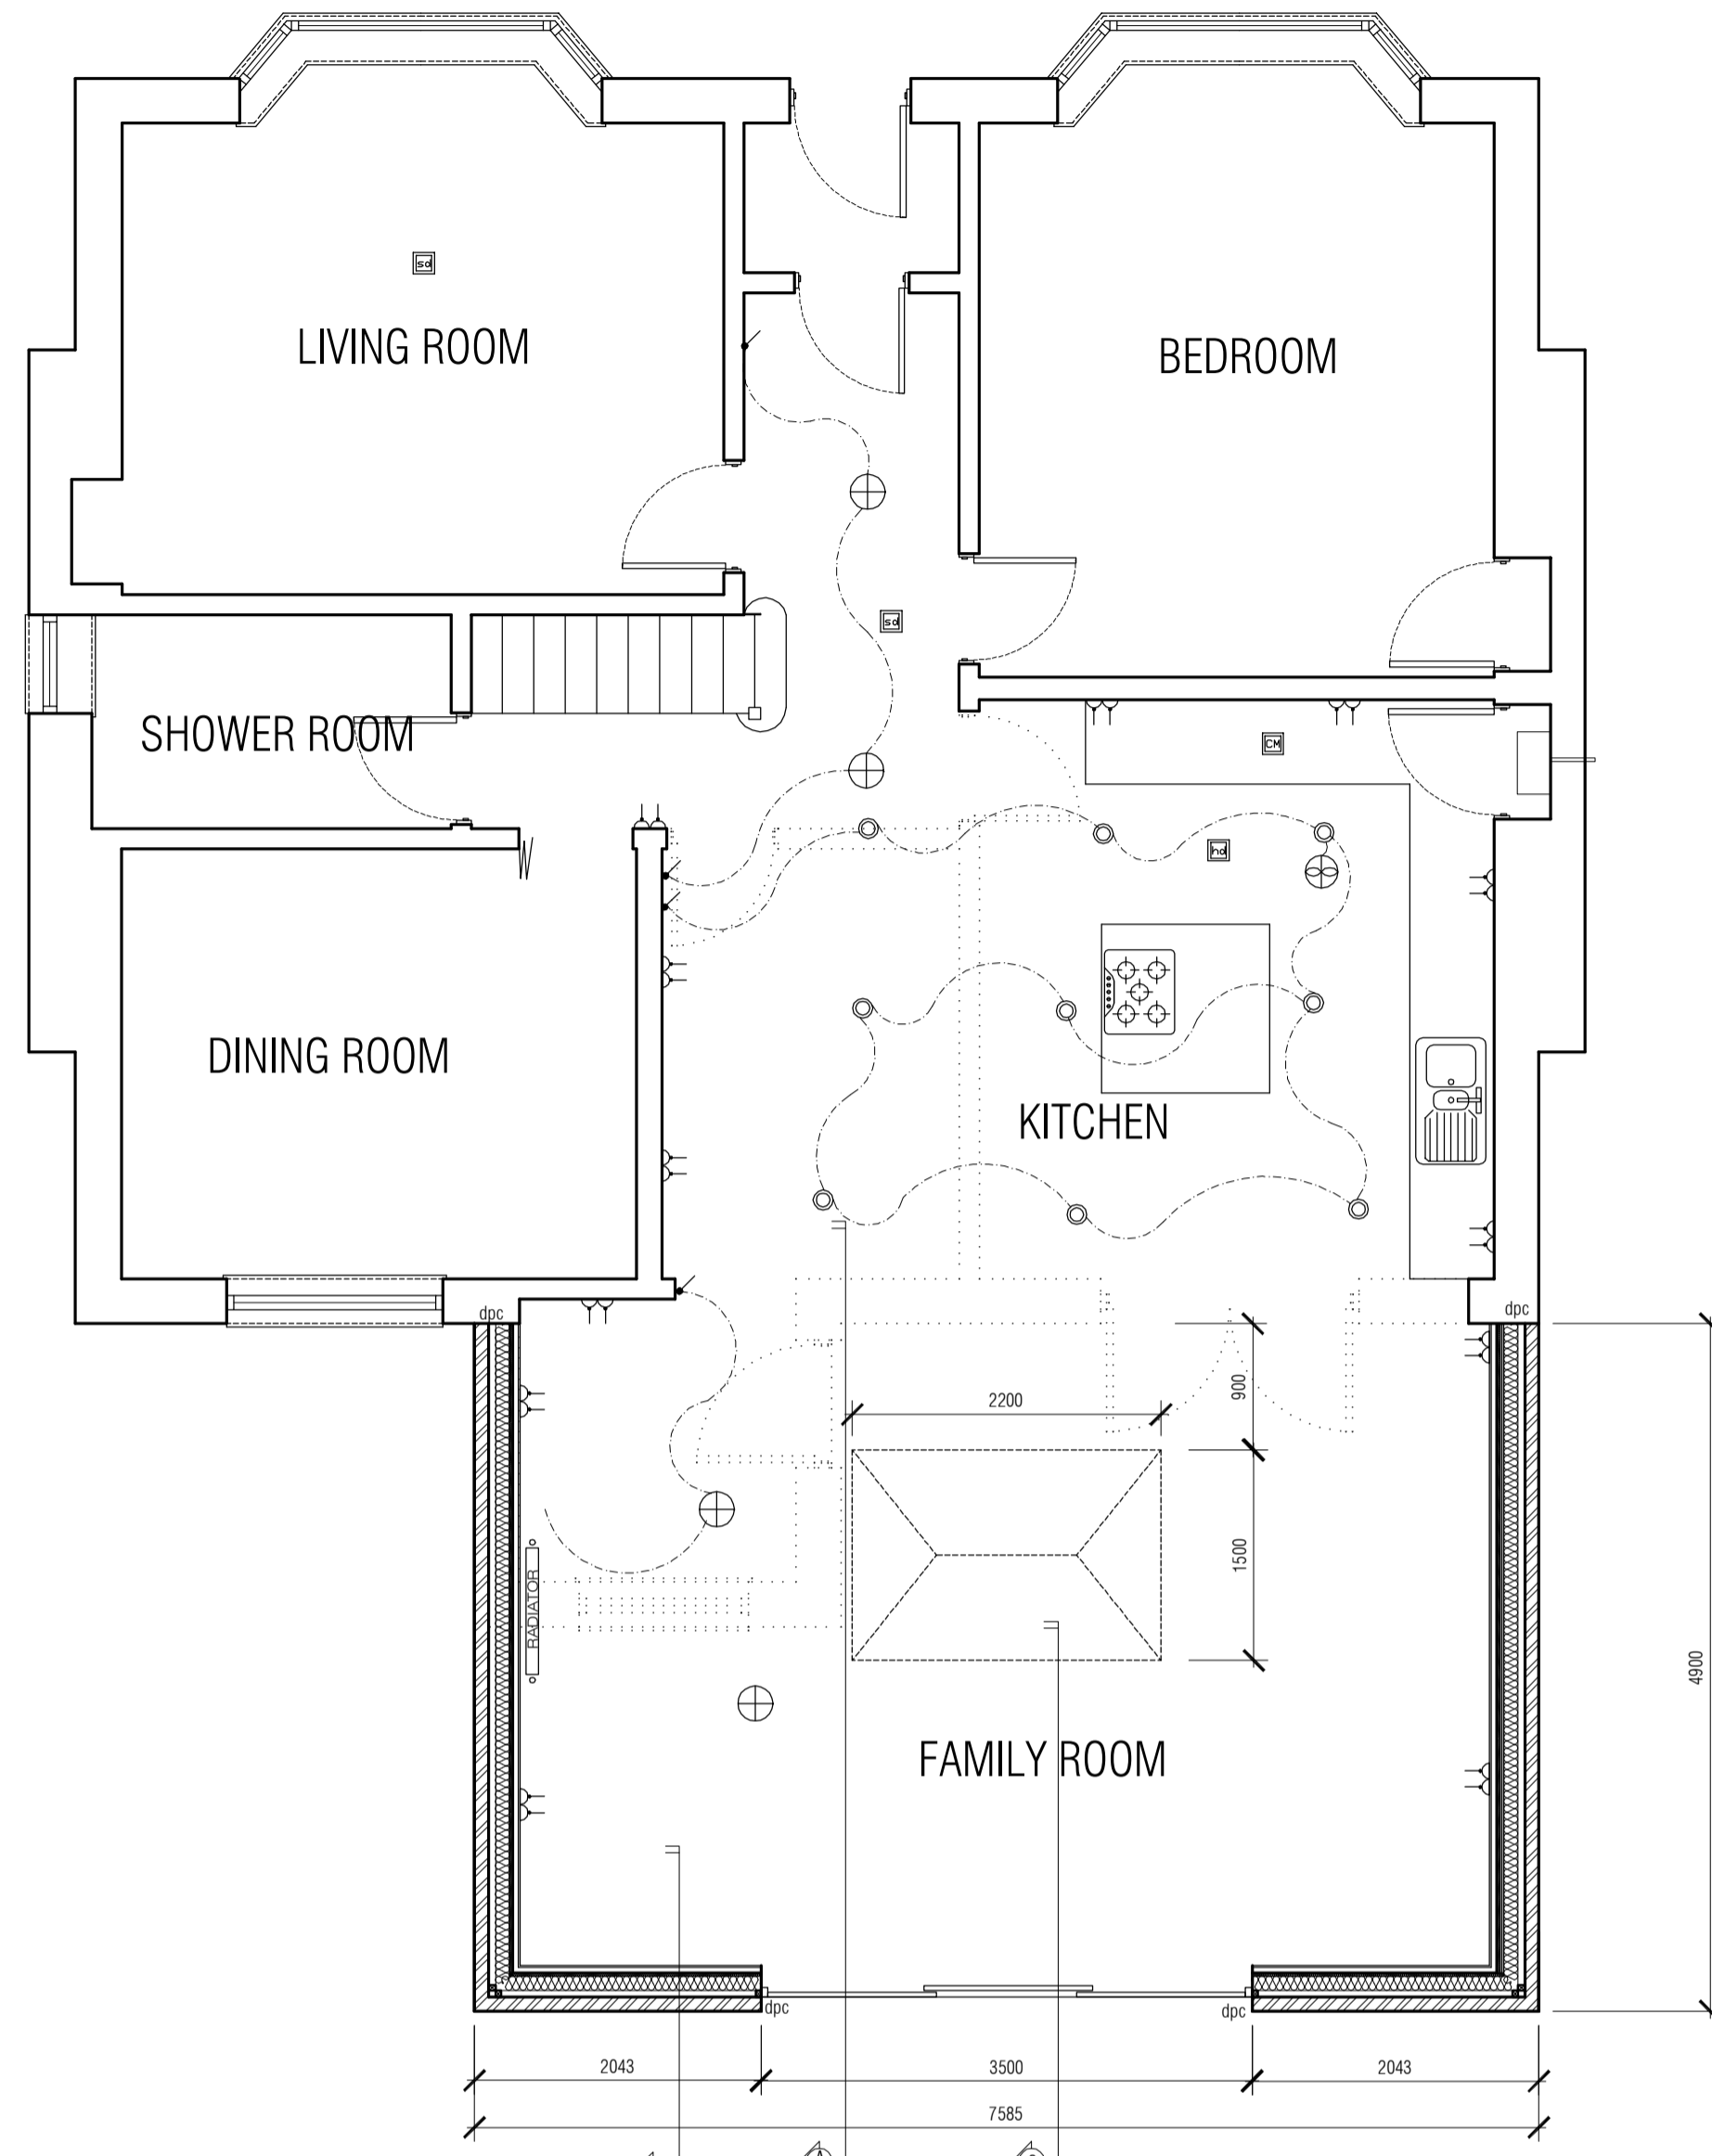 sd
LIVING ROOM
BEDROOM
sd
SHOWER ROOM
CM
hd
DINING ROOM
KITCHEN
dpc
dpc
900
2200
1500
RADIATOR
4900
FAMILY ROOM
dpc
dpc
2043
3500
2043
7585